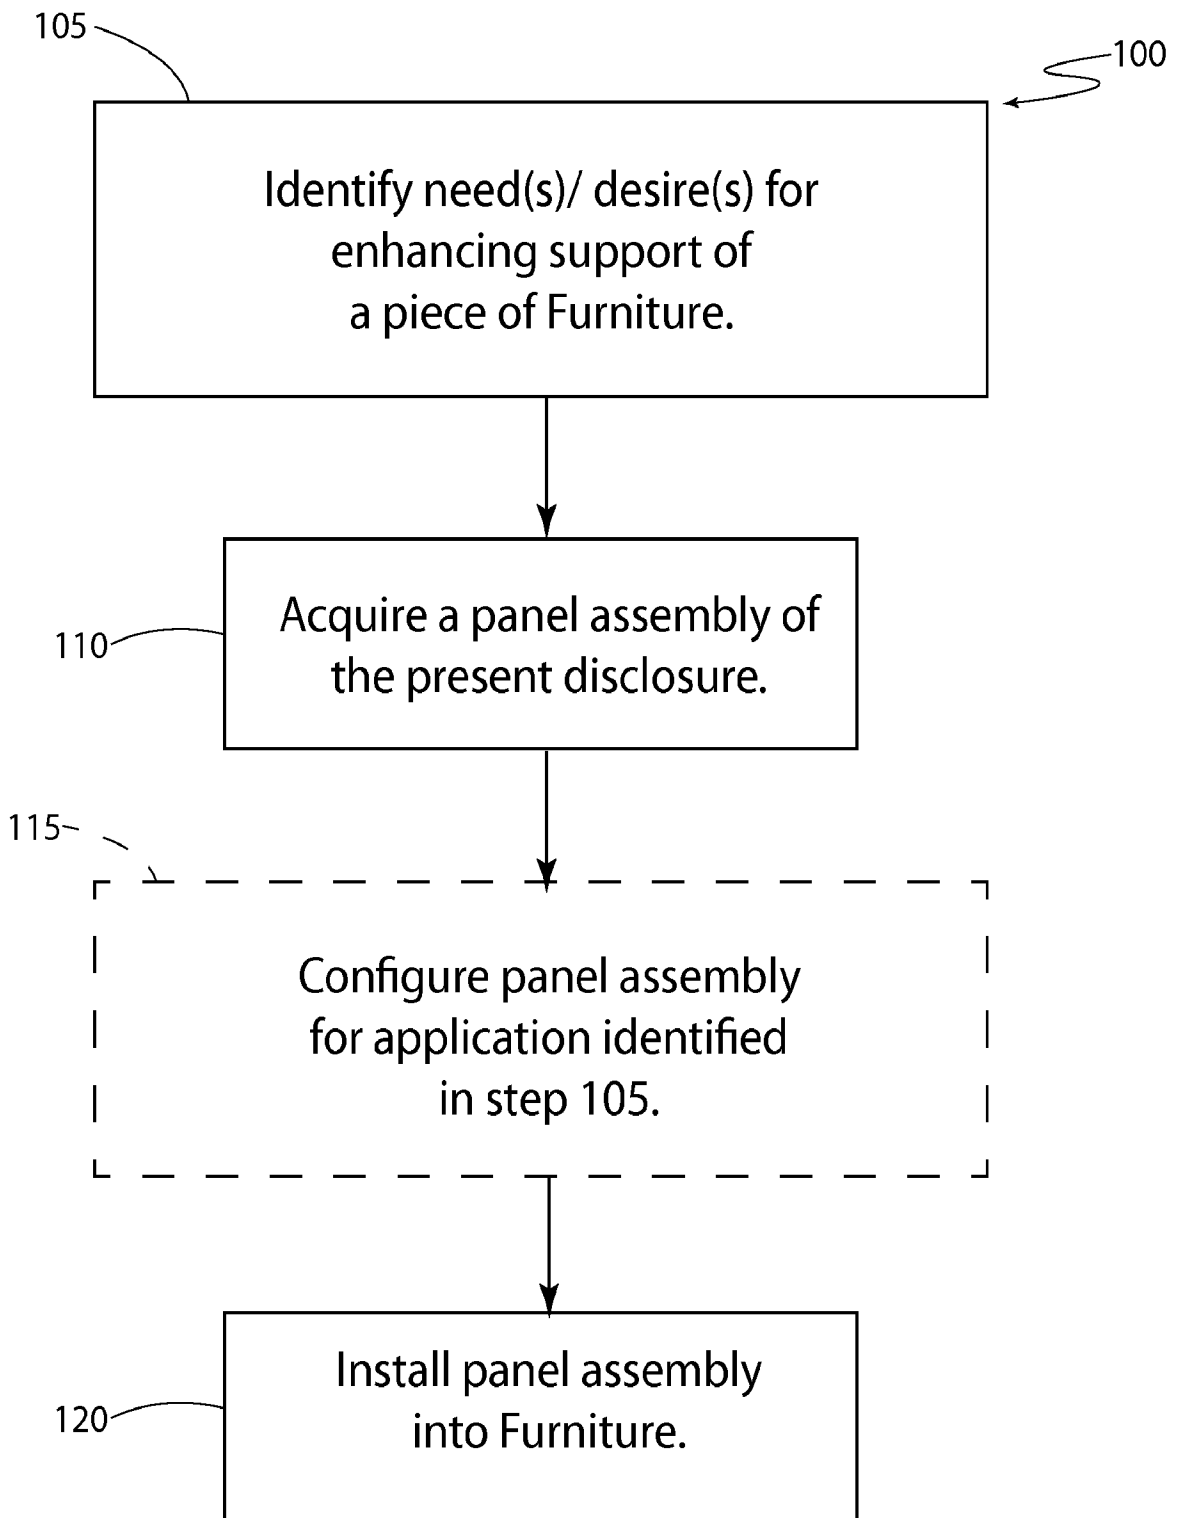 105
100
Identify need(s)/ desire(s) for
enhancing support of
a piece of Furniture.
110
Acquire a panel assembly of
the present disclosure.
115
Configure panel assembly
for application identified
in step 105.
120
Install panel assembly
into Furniture.